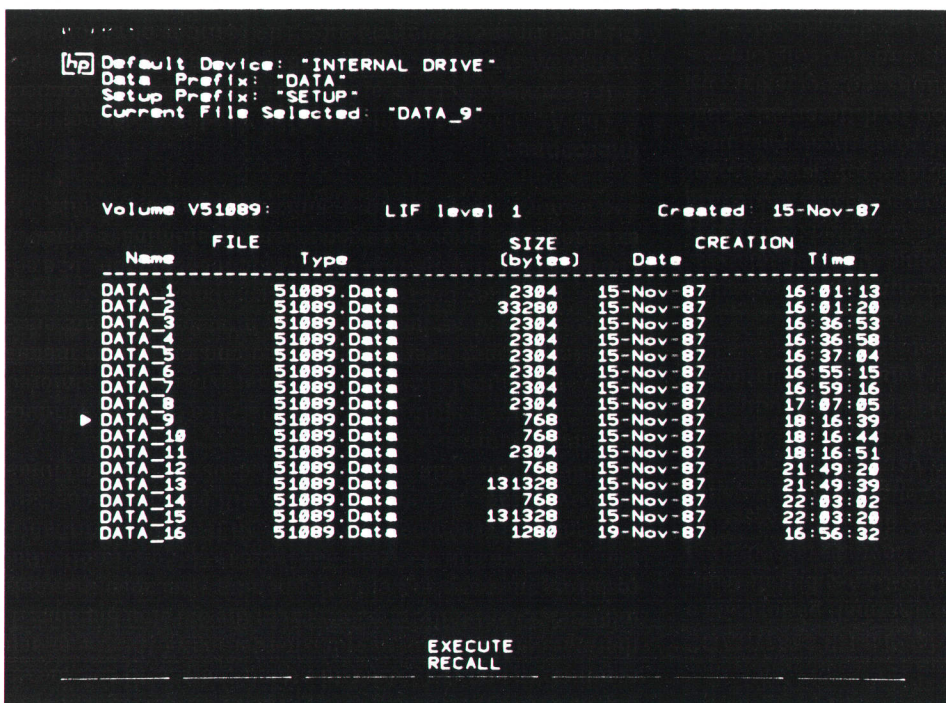 hp Default Device: "INTERNAL DRIVE"
Data Prefix: "DATA"
Setup Prefix: "SETUP"
Current File Selected: "DATA_9"
Volume V51089: LIF level 1 Created: 15-Nov-87
FILE SIZE CREATION
Name Type (bytes) Date Time
DATA_1 51089.Data 2304 15-Nov-87 16:01:13
DATA_2 51089.Data 33280 15-Nov-87 16:01:20
DATA_3 51089.Data 2304 15-Nov-87 16:36:53
DATA_4 51089.Data 2304 15-Nov-87 16:36:58
DATA_5 51089.Data 2304 15-Nov-87 16:37:04
DATA_6 51089.Data 2304 15-Nov-87 16:55:15
DATA_7 51089.Data 2304 15-Nov-87 16:59:16
DATA_8 51089.Data 2304 15-Nov-87 17:07:05
DATA_9 51089.Data 768 15-Nov-87 18:16:39
DATA_10 51089.Data 768 15-Nov-87 18:16:44
DATA_11 51089.Data 2304 15-Nov-87 18:16:51
DATA_12 51089.Data 768 15-Nov-87 21:49:20
DATA_13 51089.Data 131328 15-Nov-87 21:49:39
DATA_14 51089.Data 768 15-Nov-87 22:03:02
DATA_15 51089.Data 131328 15-Nov-87 22:03:20
DATA_16 51089.Data 1280 19-Nov-87 16:56:32
EXECUTE
RECALL